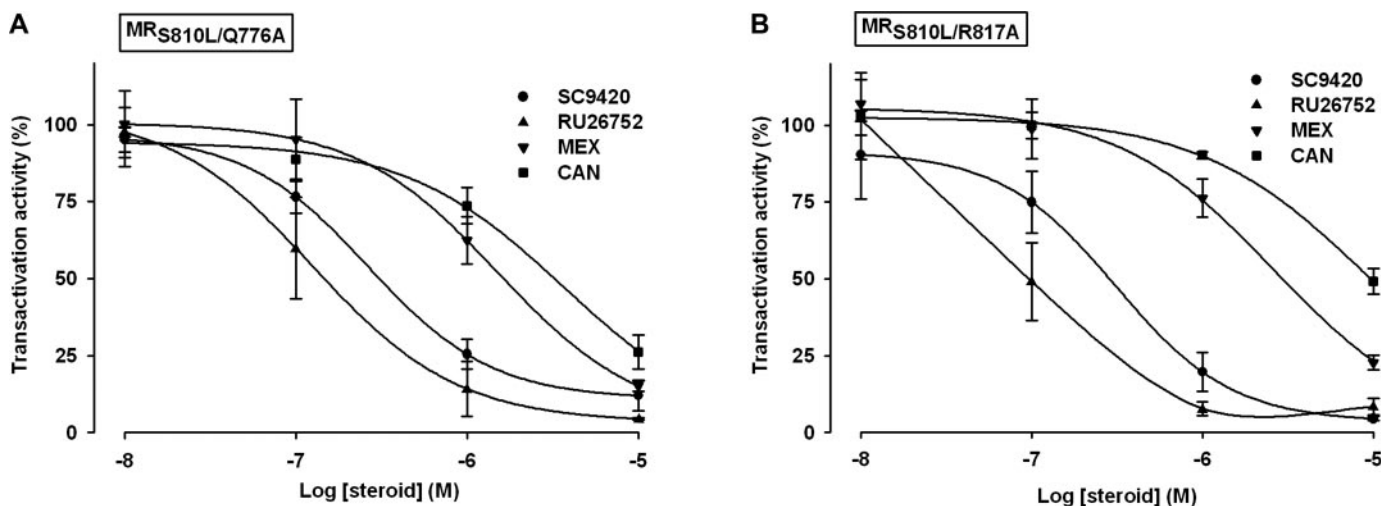 A
MRS810L/Q776A
SC9420
RU26752
MEX
CAN
Transactivation activity (%)
100
75
50
25
0
-8
-7
-6
-5
Log [steroid] (M)
B
MRS810L/R817A
SC9420
RU26752
MEX
CAN
Transactivation activity (%)
100
75
50
25
0
-8
-7
-6
-5
Log [steroid] (M)